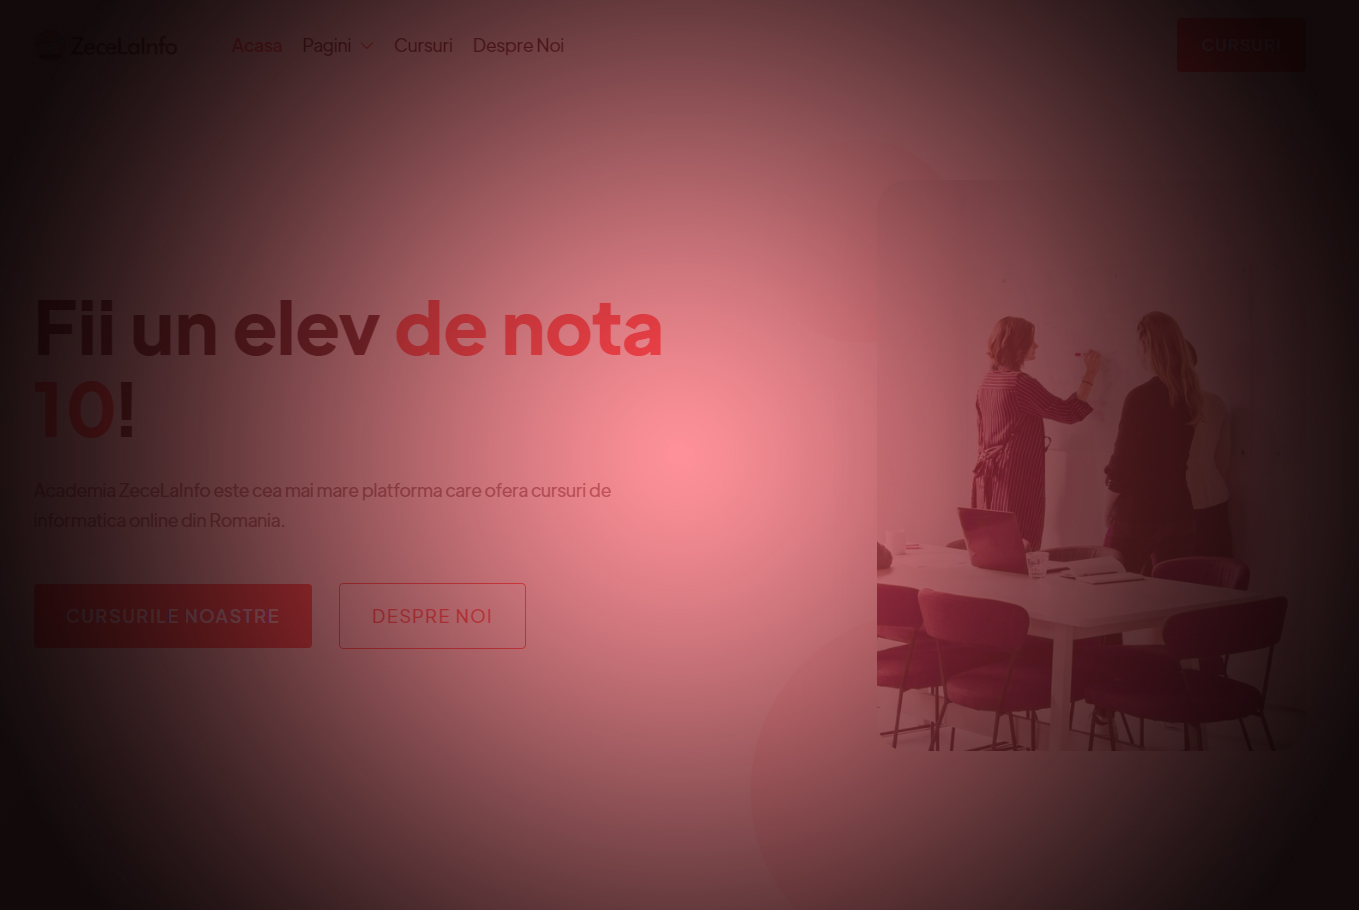 ZeceLaInfo
Acasa Pagini Cursuri Despre Noi
CURSURI
Fii un elev de nota
10!
Academia ZeceLaInfo este cea mai mare platforma care ofera cursuri de
informatica online din Romania.
CURSURILE NOASTRE DESPRE NOI